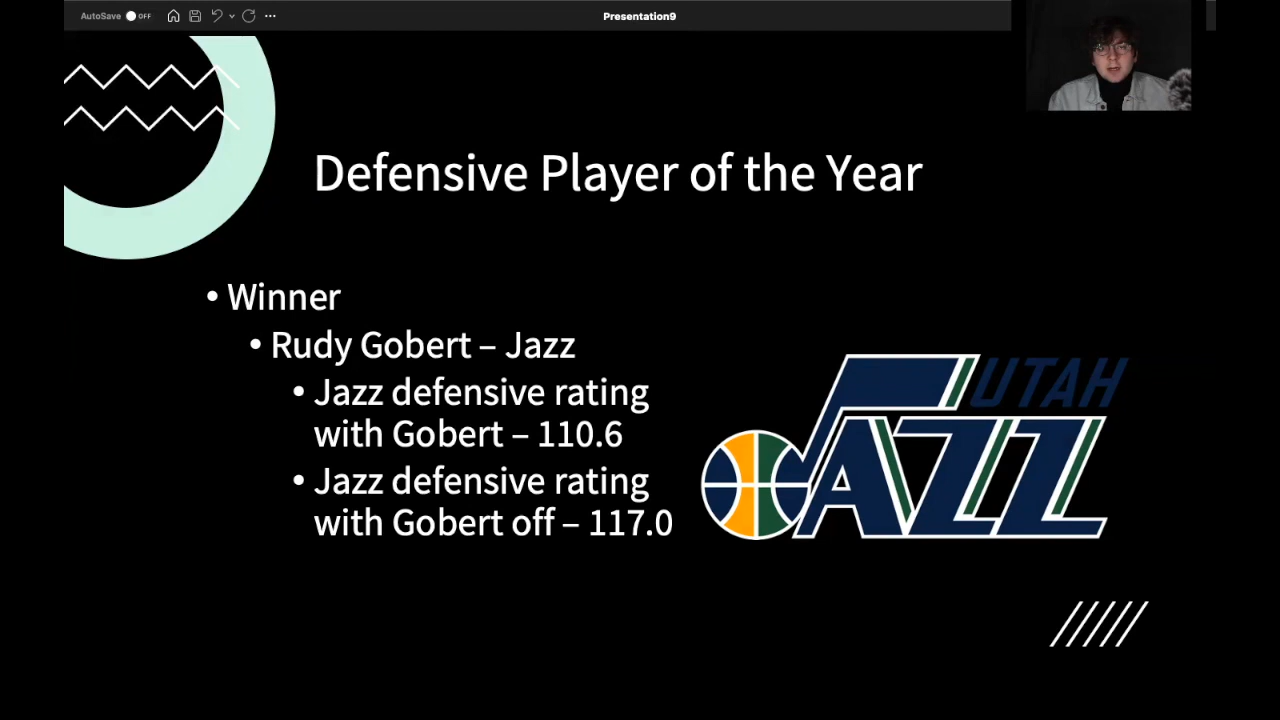 AutoSave OFF
Presentation9
Defensive Player of the Year
• Winner
• Rudy Gobert – Jazz
• Jazz defensive rating
with Gobert – 110.6
• Jazz defensive rating
with Gobert off – 117.0
UTAH
JAZZ